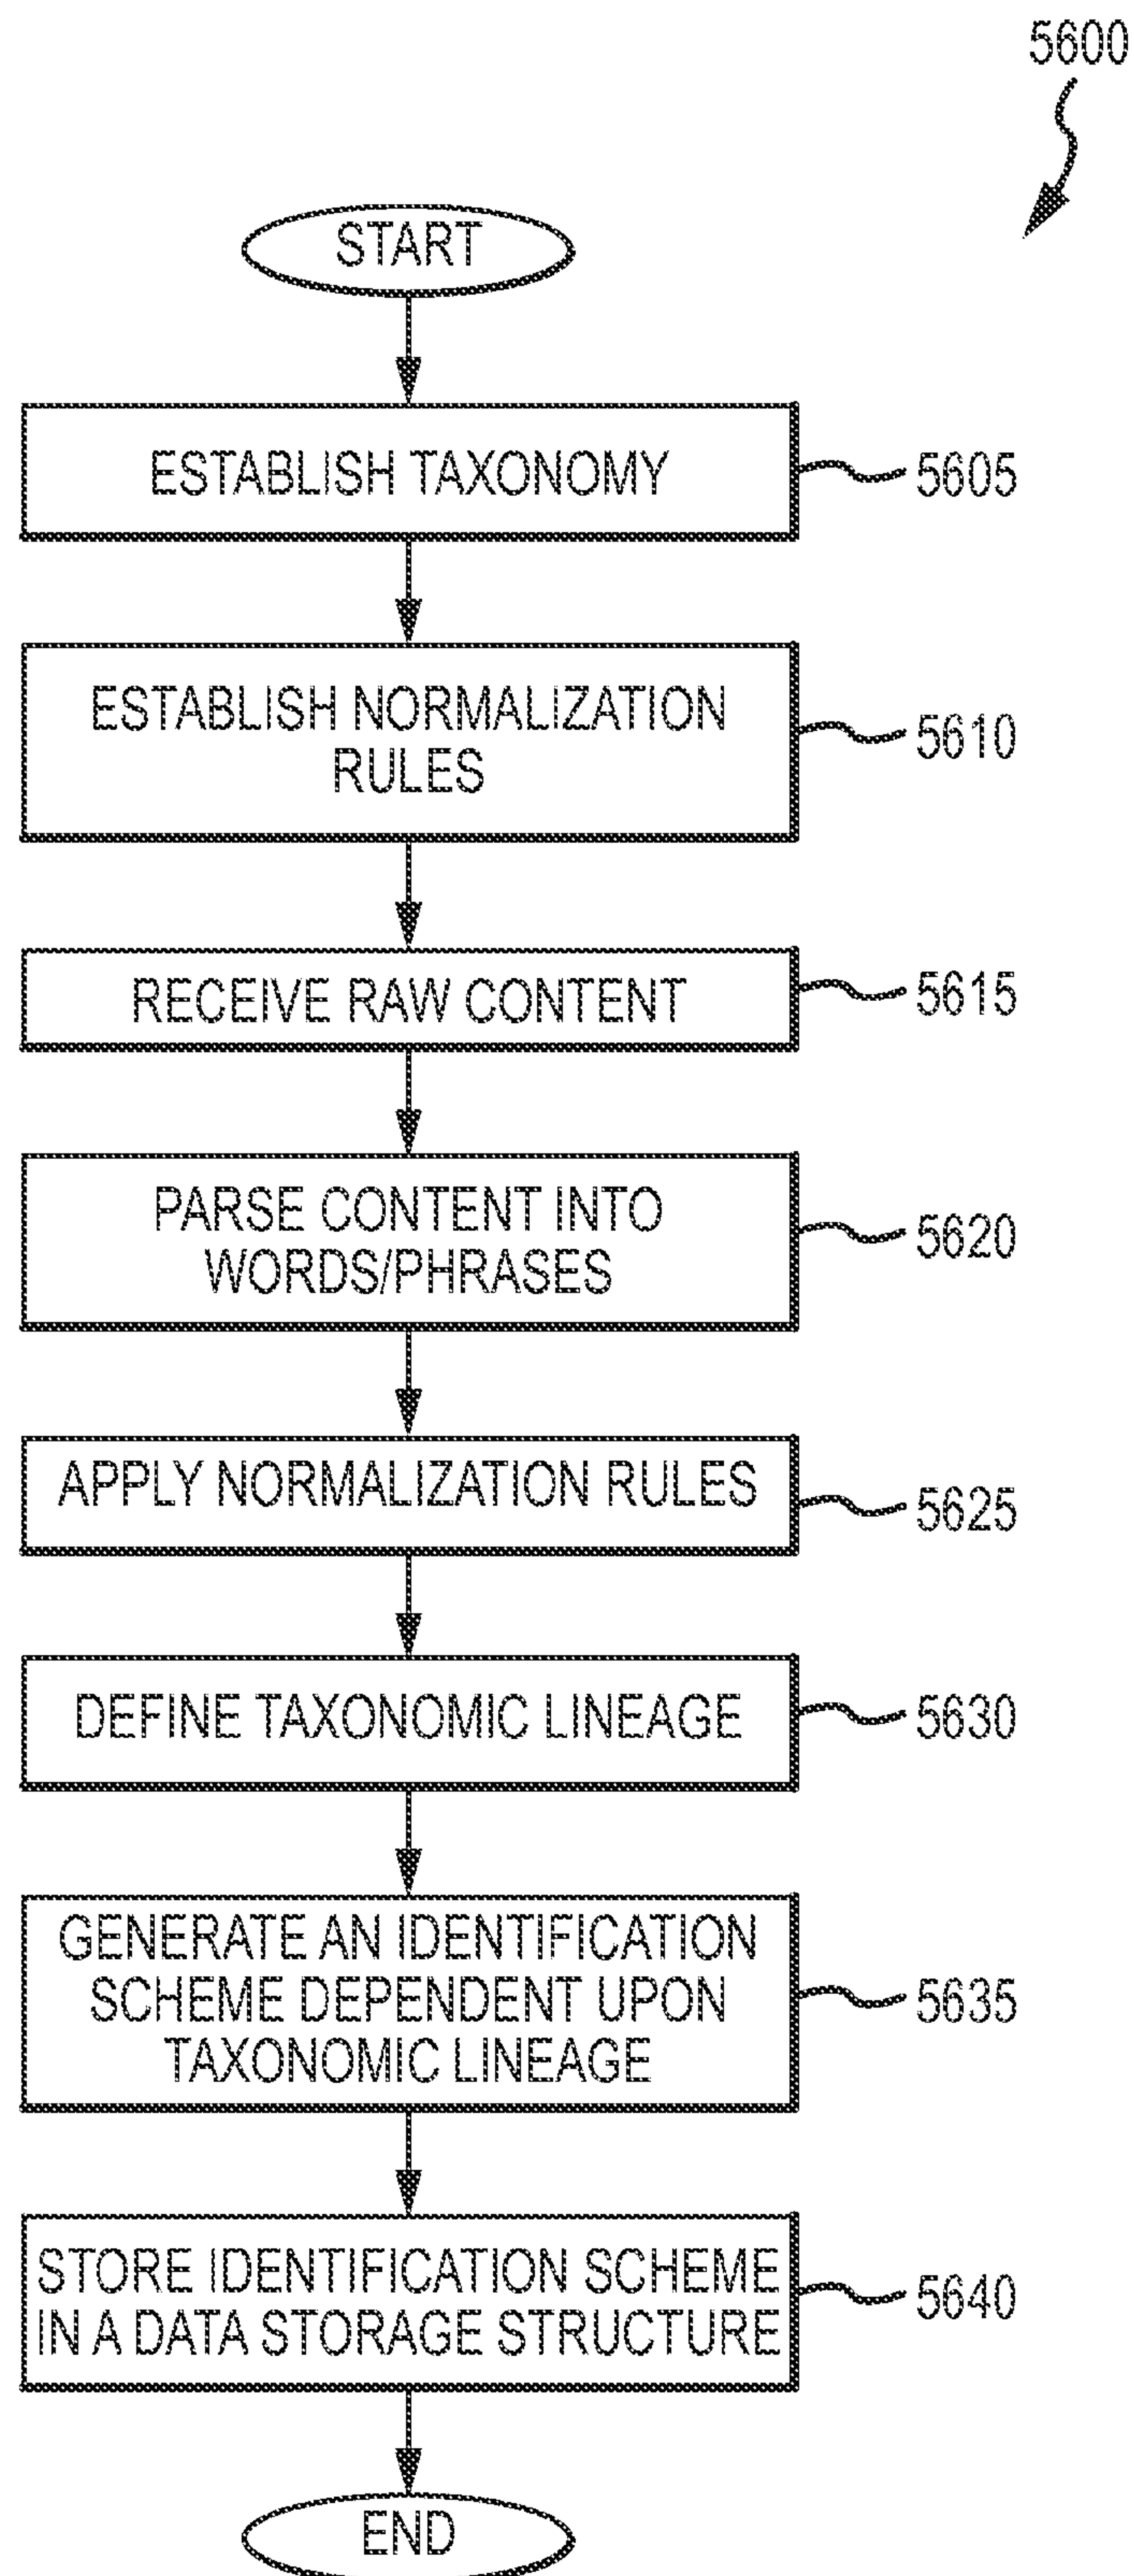 5600
START
ESTABLISH TAXONOMY
5605
ESTABLISH NORMALIZATION
RULES
5610
RECEIVE RAW CONTENT
5615
PARSE CONTENT INTO
WORDS/PHRASES
5620
APPLY NORMALIZATION RULES
5625
DEFINE TAXONOMIC LINEAGE
5630
GENERATE AN IDENTIFICATION
SCHEME DEPENDENT UPON
TAXONOMIC LINEAGE
5635
STORE IDENTIFICATION SCHEME
IN A DATA STORAGE STRUCTURE
5640
END